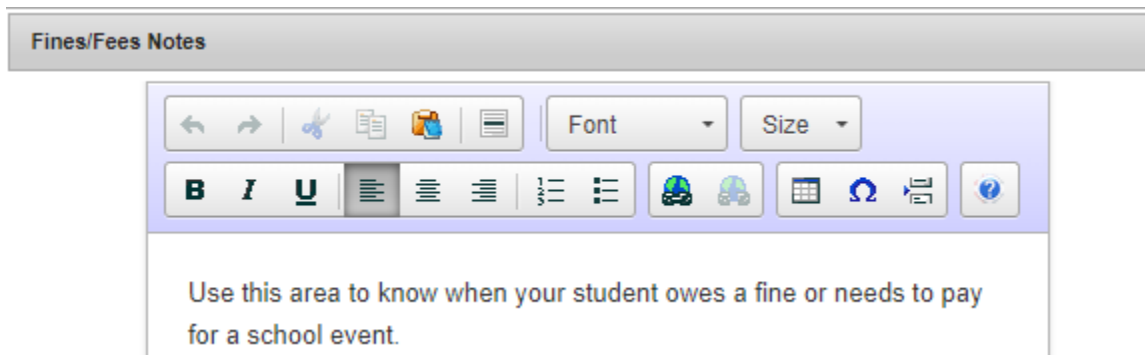 Fines/Fees Notes
Font Size
B I U Ω ?
Use this area to know when your student owes a fine or needs to pay
for a school event.